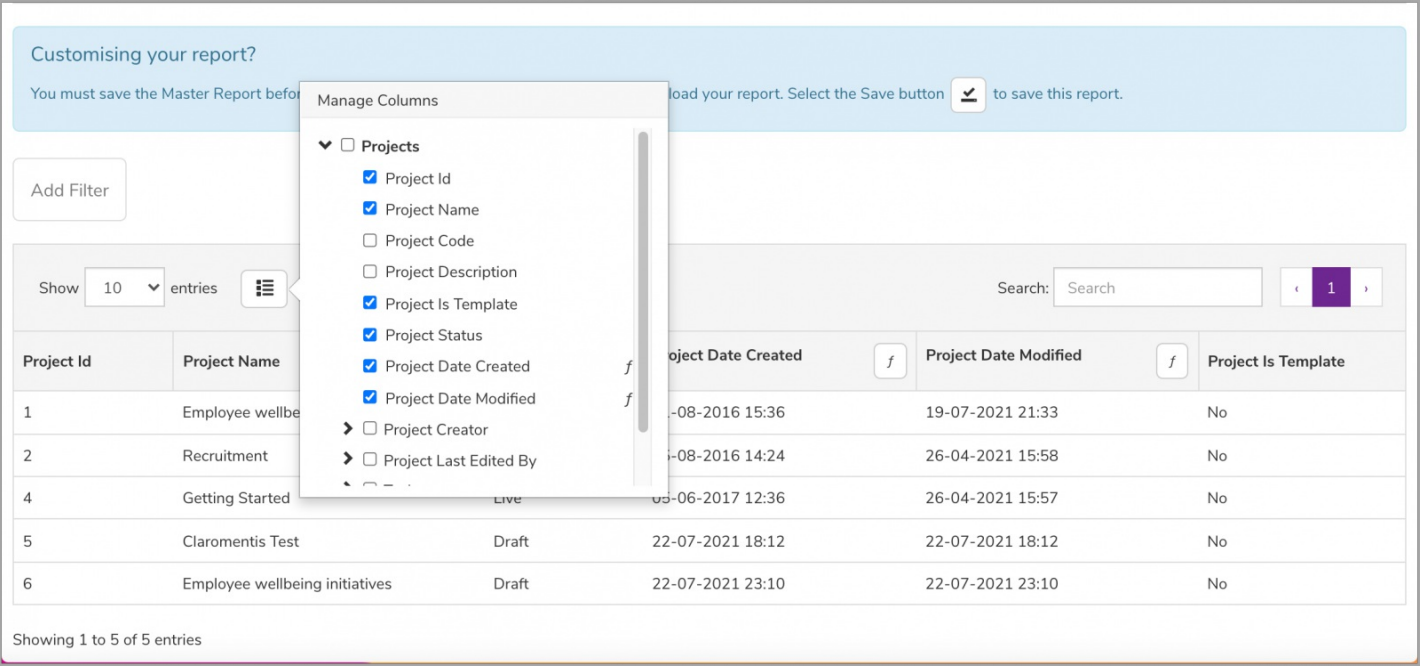 Customising your report?
You must save the Master Report load your report. Select the Save button to save this report.
Manage Columns
Projects
Add Filter
Project Id
Project Name
Project Code
Project Description
Project Is Template
Project Status
Project Date Created ƒ
Project Date Modified ƒ
Project Creator
Project Last Edited By
Show 10 entries Search: Search ‹ 1 ›
Project Id Project Name Project Date Created ƒ Project Date Modified ƒ Project Is Template
1 Employee -08-2016 15:36 19-07-2021 21:33 No
2 Recruitment -08-2016 14:24 26-04-2021 15:58 No
4 Getting Started Live 05-06-2017 12:36 26-04-2021 15:57 No
5 Claromentis Test Draft 22-07-2021 18:12 22-07-2021 18:12 No
6 Employee wellbeing initiatives Draft 22-07-2021 23:10 22-07-2021 23:10 No
Showing 1 to 5 of 5 entries